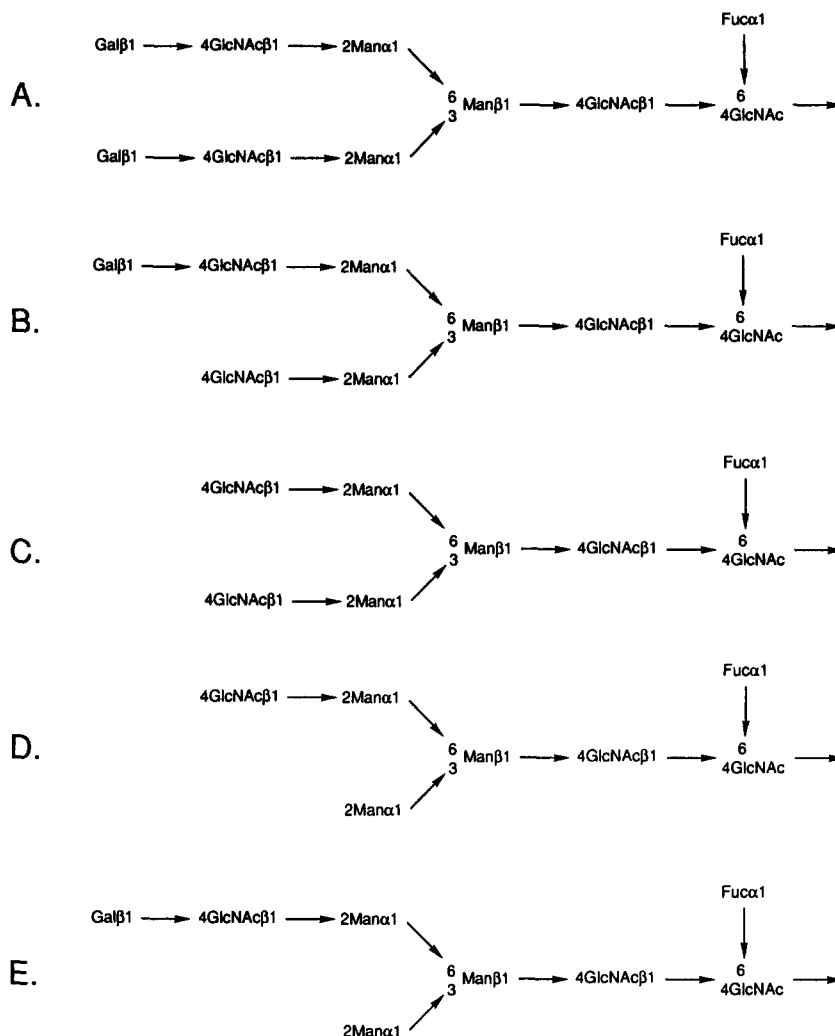 Fucα1
Galβ1 4GlcNAcβ1 2Manα1
A. 6 Manβ1 4GlcNAcβ1 6
3 4GlcNAc
Galβ1 4GlcNAcβ1 2Manα1
Fucα1
Galβ1 4GlcNAcβ1 2Manα1
B. 6 Manβ1 4GlcNAcβ1 6
3 4GlcNAc
4GlcNAcβ1 2Manα1
Fucα1
4GlcNAcβ1 2Manα1
C. 6 Manβ1 4GlcNAcβ1 6
3 4GlcNAc
4GlcNAcβ1 2Manα1
Fucα1
4GlcNAcβ1 2Manα1
D. 6 Manβ1 4GlcNAcβ1 6
3 4GlcNAc
2Manα1
Fucα1
Galβ1 4GlcNAcβ1 2Manα1
E. 6 Manβ1 4GlcNAcβ1 6
3 4GlcNAc
2Manα1